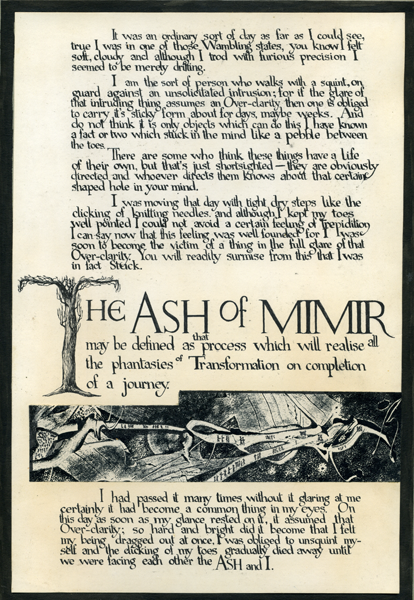 It was an ordinary sort of day as far as I could see,
true I was in one of those Wambling states, you know I felt
soft, cloudy and although I trod with furious precision I
seemed to be merely drifting.
I am the sort of person who walks with a squint, on
guard against an unsolicitated intrusion; for if the glare of
that intruding thing assumes an Over-clarity then one is obliged
to carry it's "sticky" form about for days, maybe weeks. And
do not think it is only objects which can do this I have known
a fact or two which stuck in the mind like a pebble between
the toes.
There are some who think these things have a life
of their own, but that's just shortsighted — they are obviously
directed and whoever directs them knows about that certain
shaped hole in your mind.
I was moving that day with tight dry steps like the
clicking of knitting needles. and although I kept my toes
well pointed I could not avoid a certain feeling of Trepidition
I can say now that this feeling was well founded for I was
soon to become the victim of a thing in the full glare of that
Over-clarity. You will readily surmise from this that I was
in fact Struck.
THE ASH of MIMIR
may be defined as that process which will realise all
the phantasies of Transformation on completion
of a journey.
I had passed it many times without it glaring at me
certainly it had become a common thing in my eyes. On
this day as soon as my glance rested on it, it assumed that
Over-clarity; so hard and bright did it become that I felt
my being dragged out at once, I was obliged to unsquint my-
self and the clicking of my toes gradually died away until
we were facing each other the ASH and I.